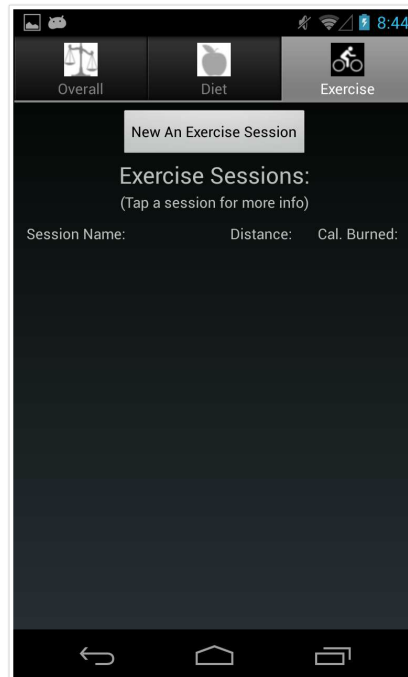 8:44
Overall Diet Exercise
New An Exercise Session
Exercise Sessions:
(Tap a session for more info)
Session Name: Distance: Cal. Burned: